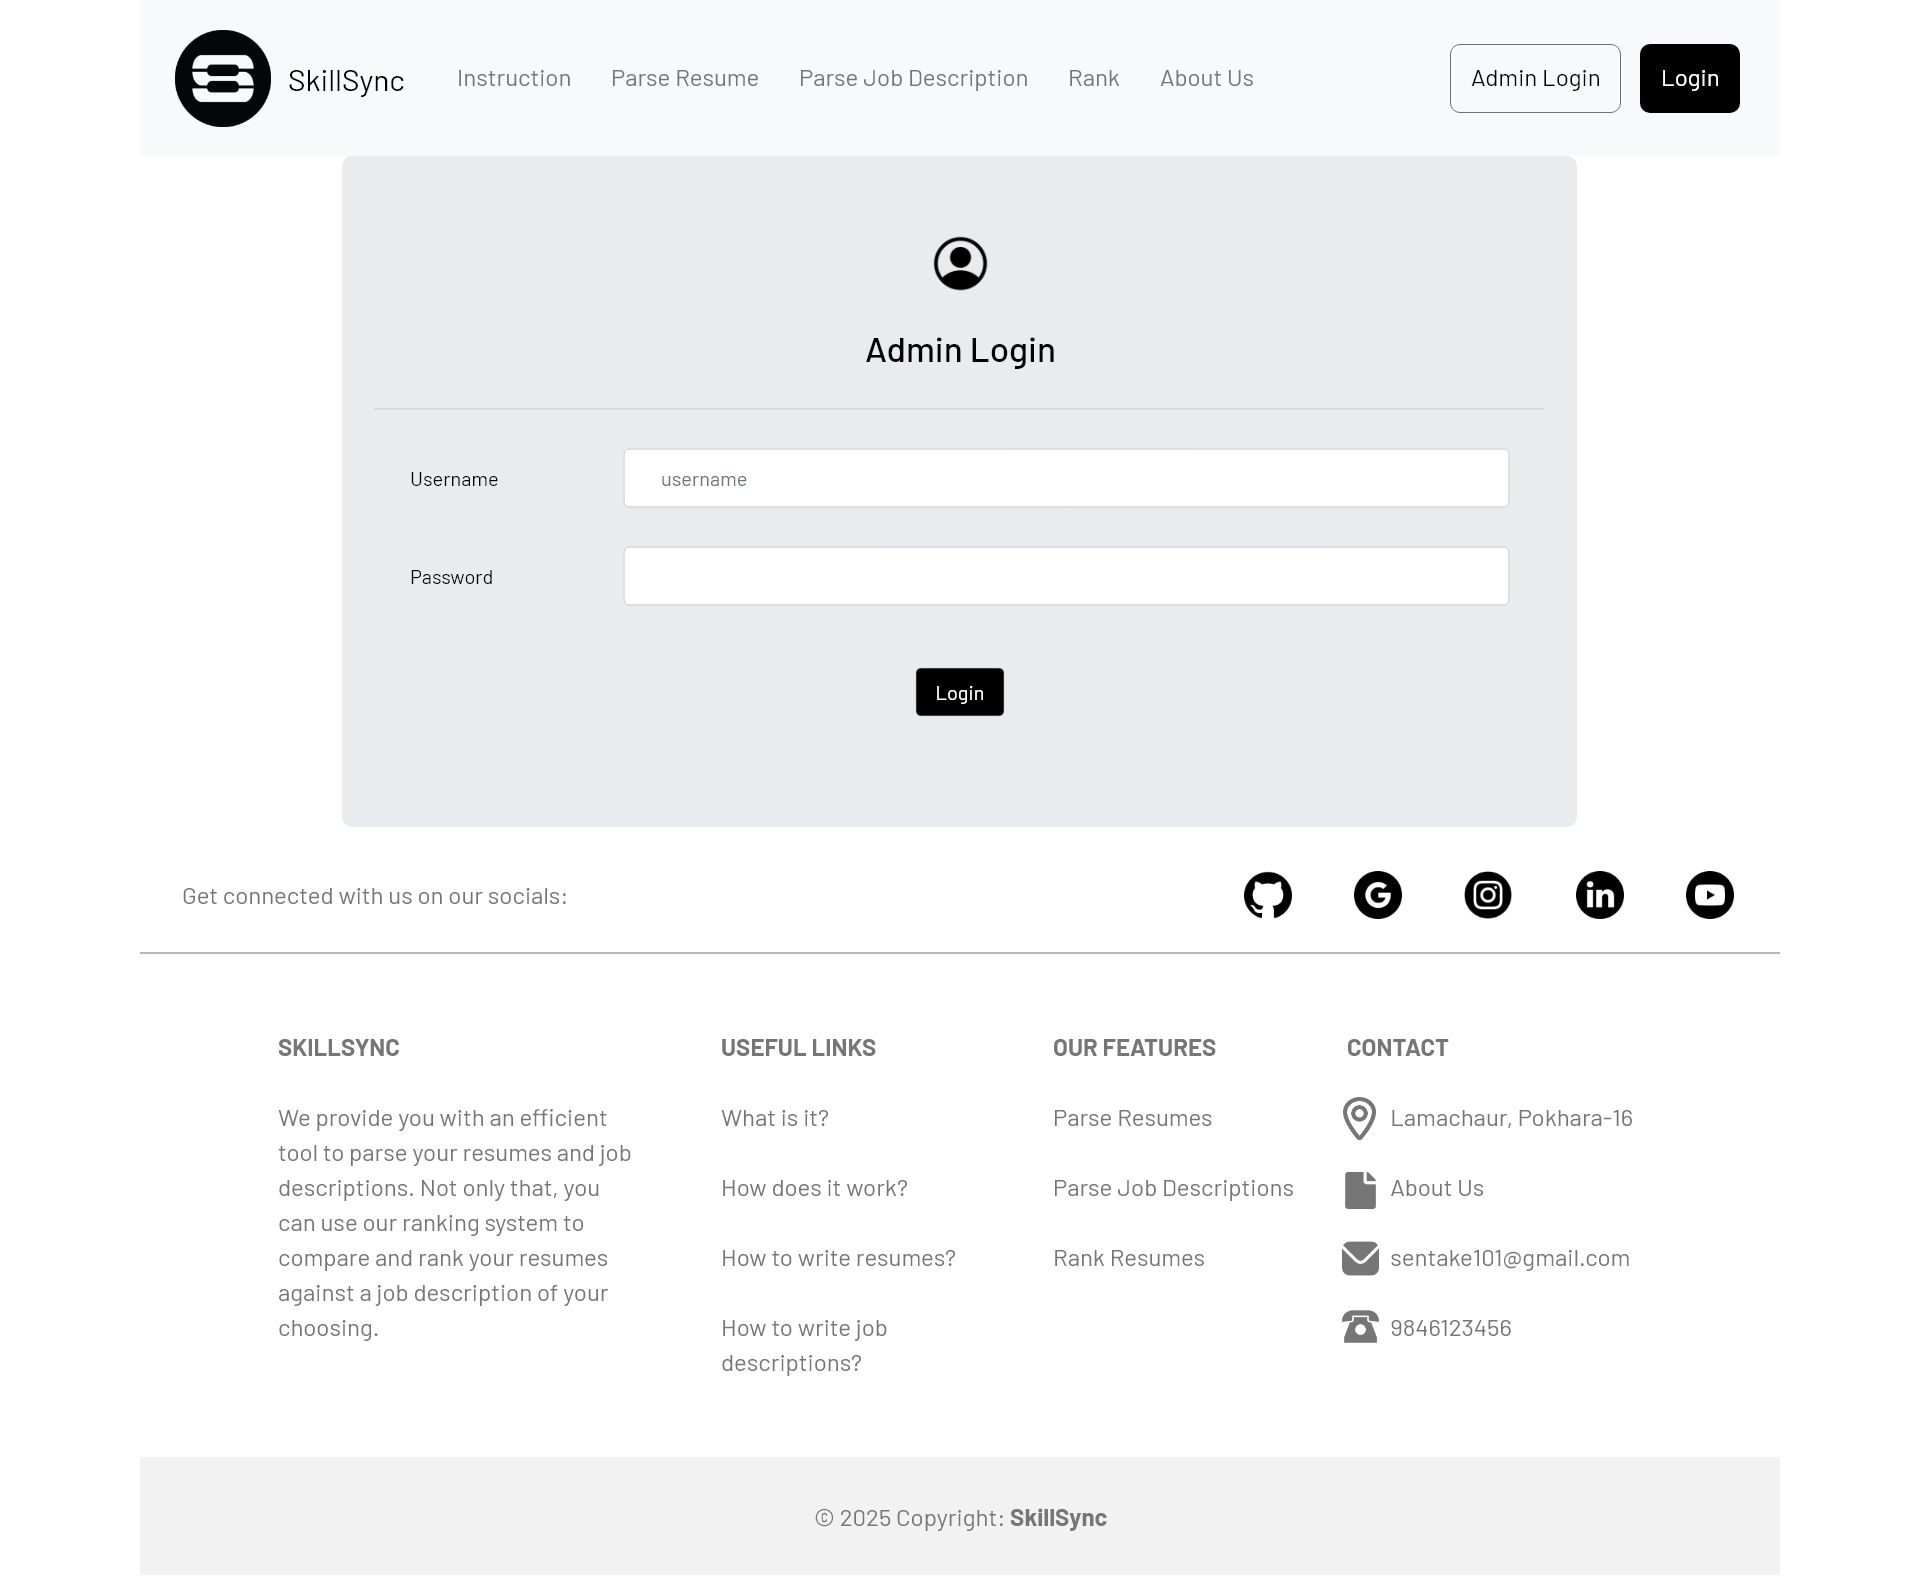 SkillSync
Instruction
Parse Resume
Parse Job Description
Rank
About Us
Admin Login
Login
Admin Login
Username
username
Password
Login
Get connected with us on our socials:
SKILLSYNC
We provide you with an efficient
tool to parse your resumes and job
descriptions. Not only that, you
can use our ranking system to
compare and rank your resumes
against a job description of your
choosing.
USEFUL LINKS
What is it?
How does it work?
How to write resumes?
How to write job
descriptions?
OUR FEATURES
Parse Resumes
Parse Job Descriptions
Rank Resumes
CONTACT
Lamachaur, Pokhara-16
About Us
sentake101@gmail.com
9846123456
© 2025 Copyright: SkillSync